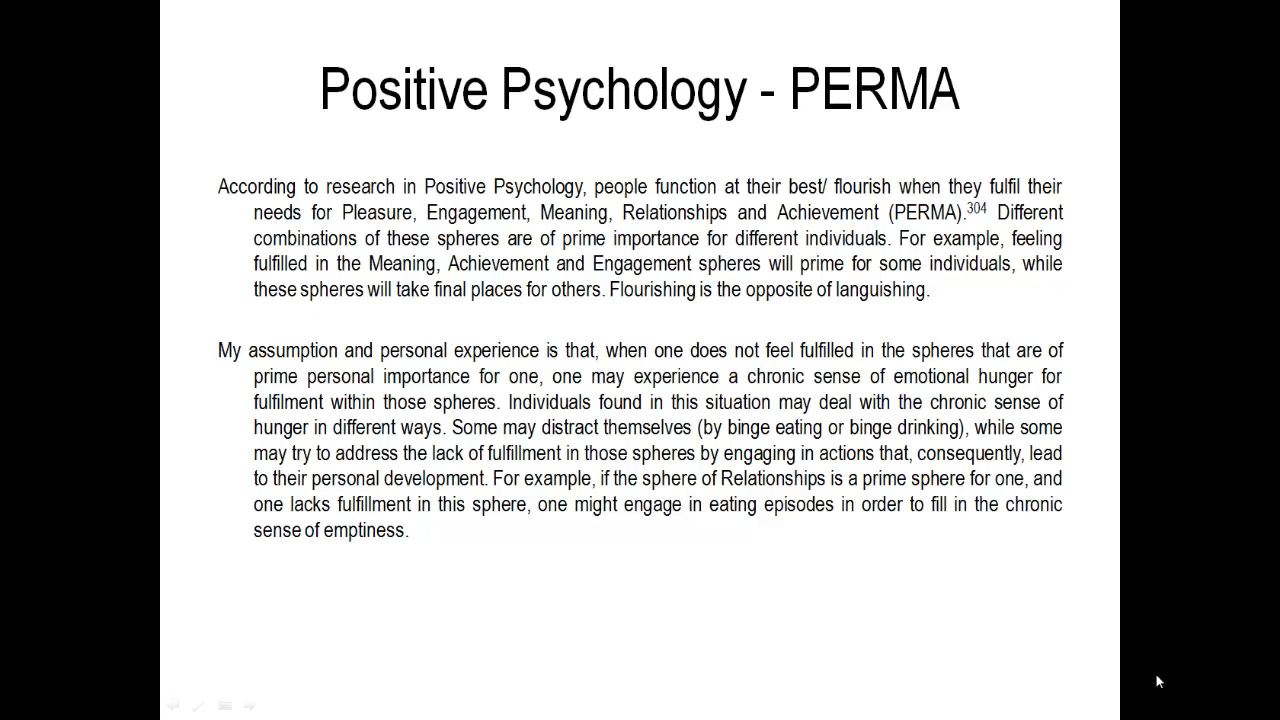 Positive Psychology - PERMA
According to research in Positive Psychology, people function at their best/ flourish when they fulfil their
needs for Pleasure, Engagement, Meaning, Relationships and Achievement (PERMA).304 Different
combinations of these spheres are of prime importance for different individuals. For example, feeling
fulfilled in the Meaning, Achievement and Engagement spheres will prime for some individuals, while
these spheres will take final places for others. Flourishing is the opposite of languishing.
My assumption and personal experience is that, when one does not feel fulfilled in the spheres that are of
prime personal importance for one, one may experience a chronic sense of emotional hunger for
fulfilment within those spheres. Individuals found in this situation may deal with the chronic sense of
hunger in different ways. Some may distract themselves (by binge eating or binge drinking), while some
may try to address the lack of fulfillment in those spheres by engaging in actions that, consequently, lead
to their personal development. For example, if the sphere of Relationships is a prime sphere for one, and
one lacks fulfillment in this sphere, one might engage in eating episodes in order to fill in the chronic
sense of emptiness.